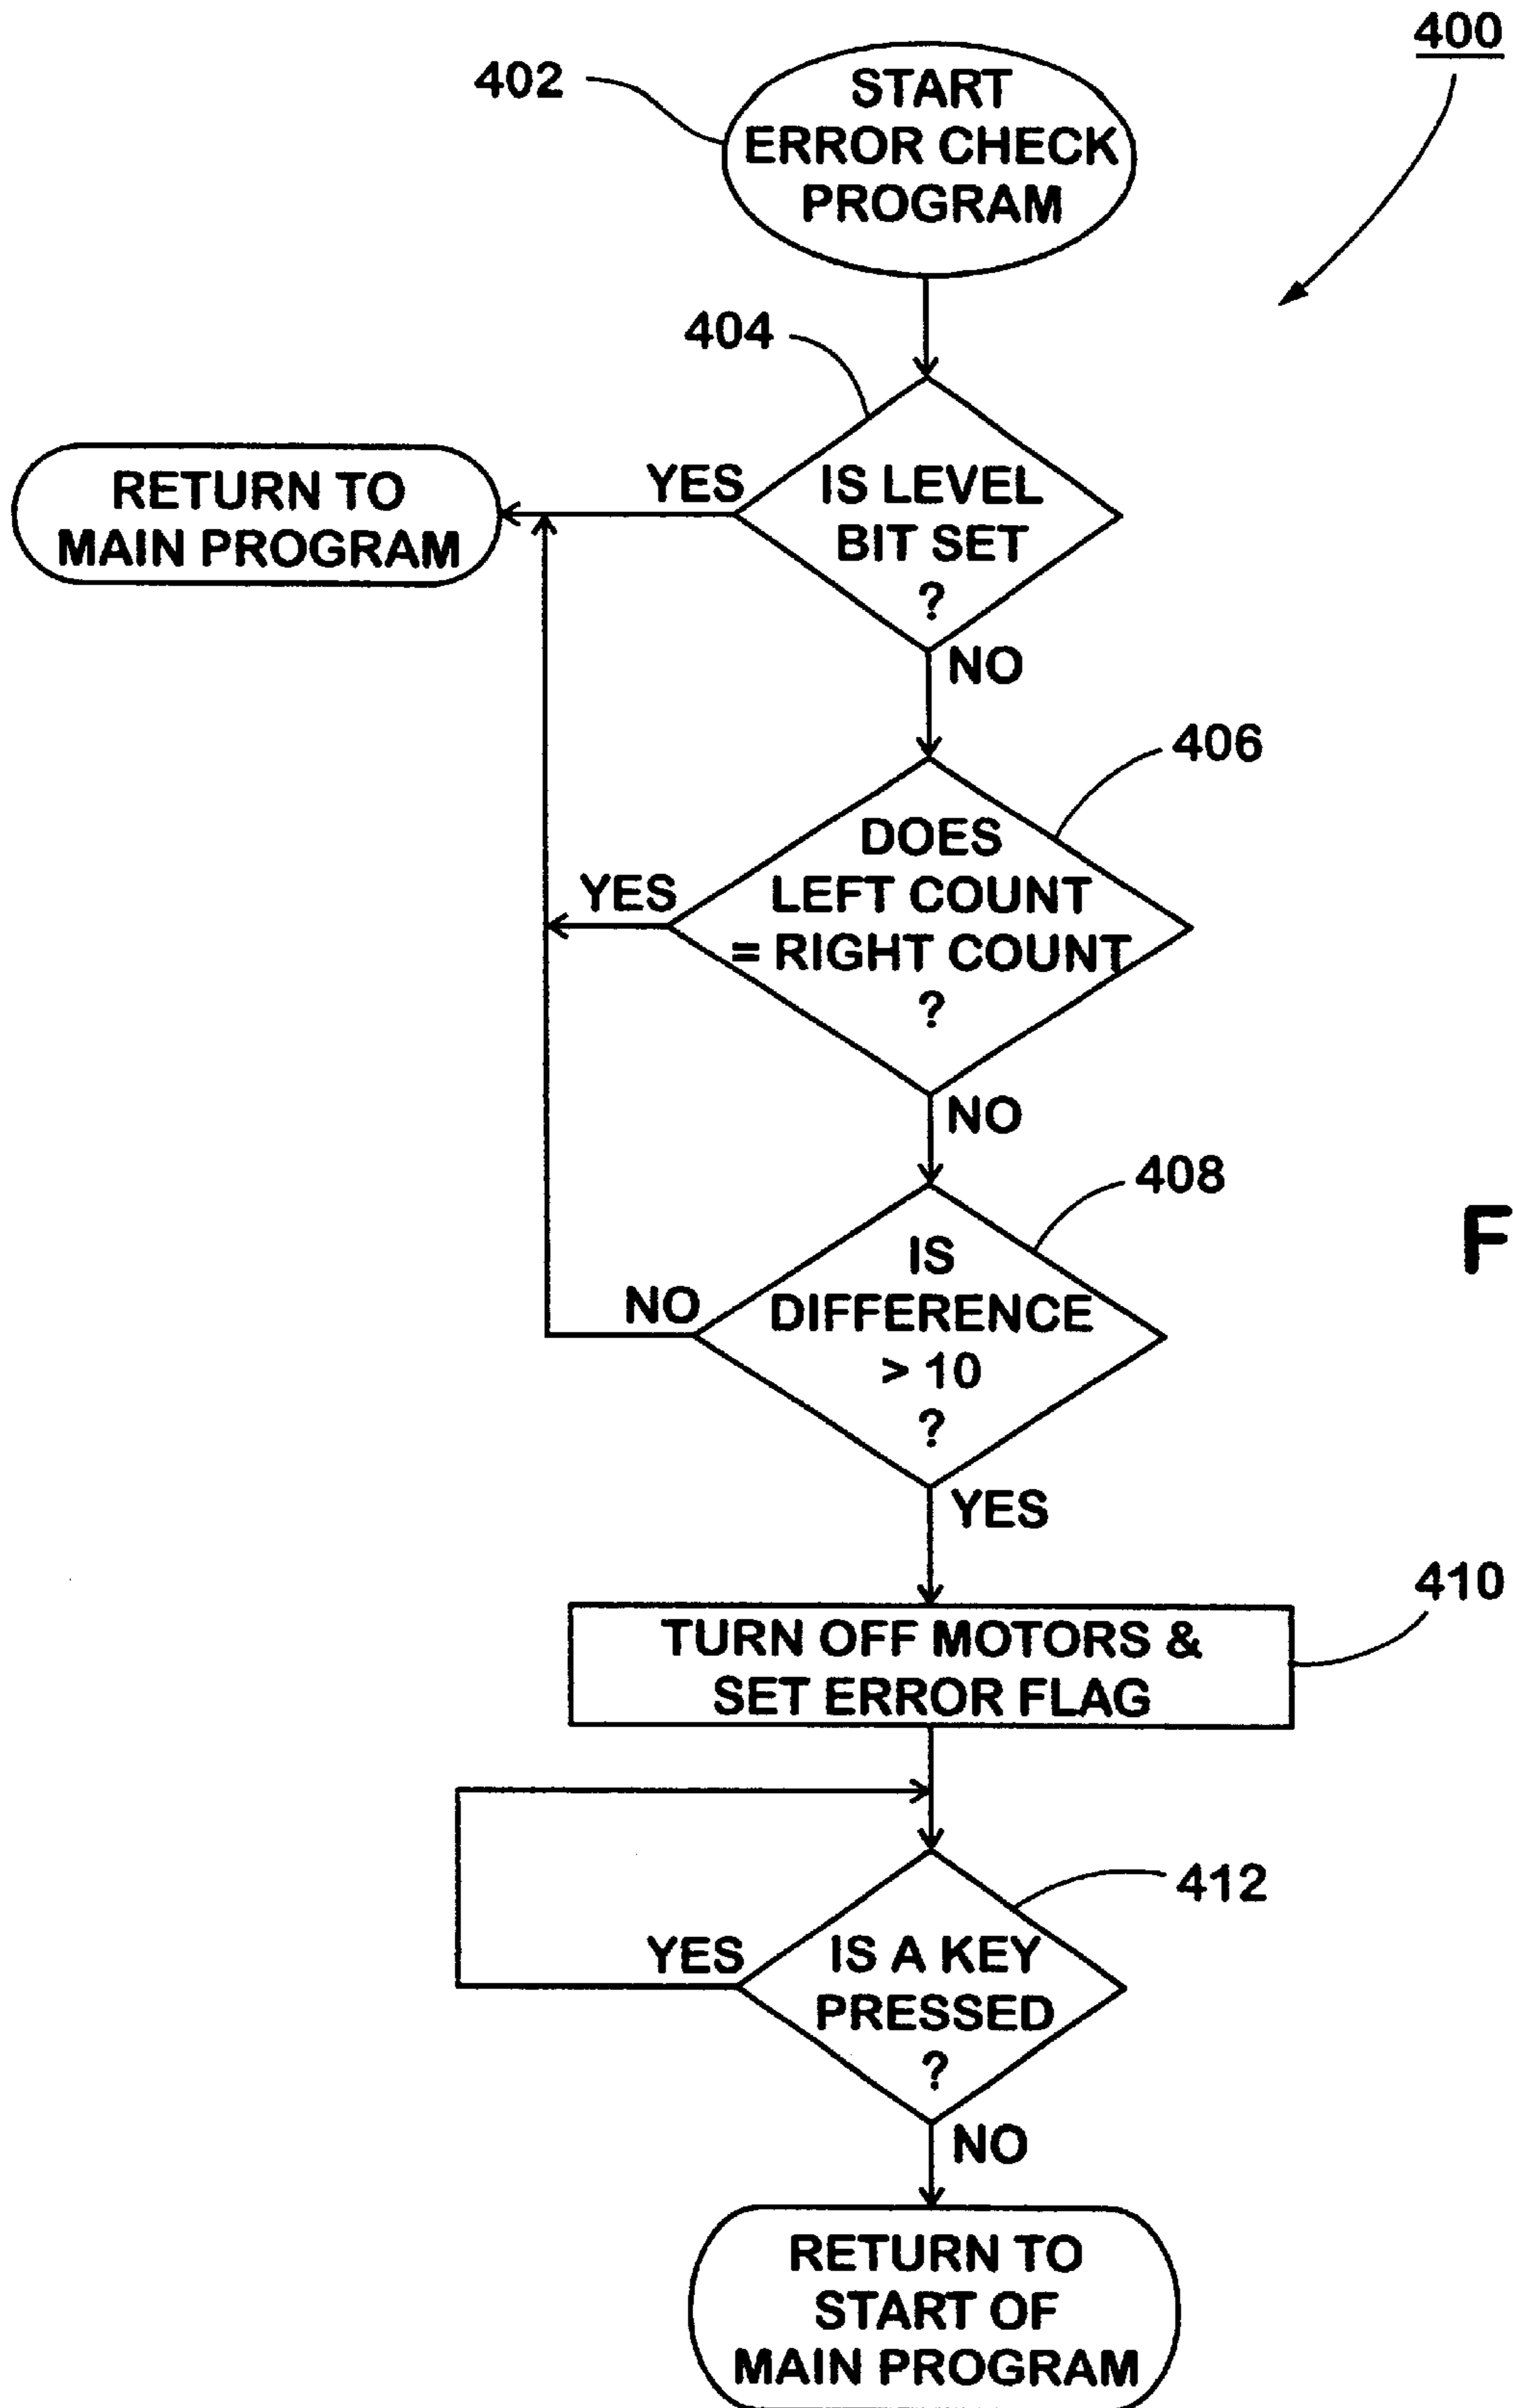 400
402
START
ERROR CHECK
PROGRAM
404
RETURN TO
MAIN PROGRAM
YES
IS LEVEL
BIT SET
?
NO
406
DOES
LEFT COUNT
= RIGHT COUNT
?
YES
NO
408
IS
DIFFERENCE
> 10
?
NO
F
YES
410
TURN OFF MOTORS &
SET ERROR FLAG
412
YES
IS A KEY
PRESSED
?
NO
RETURN TO
START OF
MAIN PROGRAM